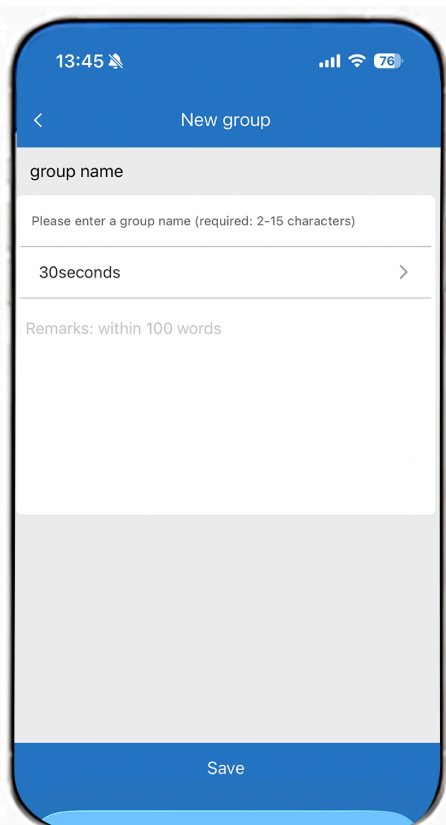 13:45
76
New group
group name
Please enter a group name (required: 2-15 characters)
30seconds
Remarks: within 100 words
Save